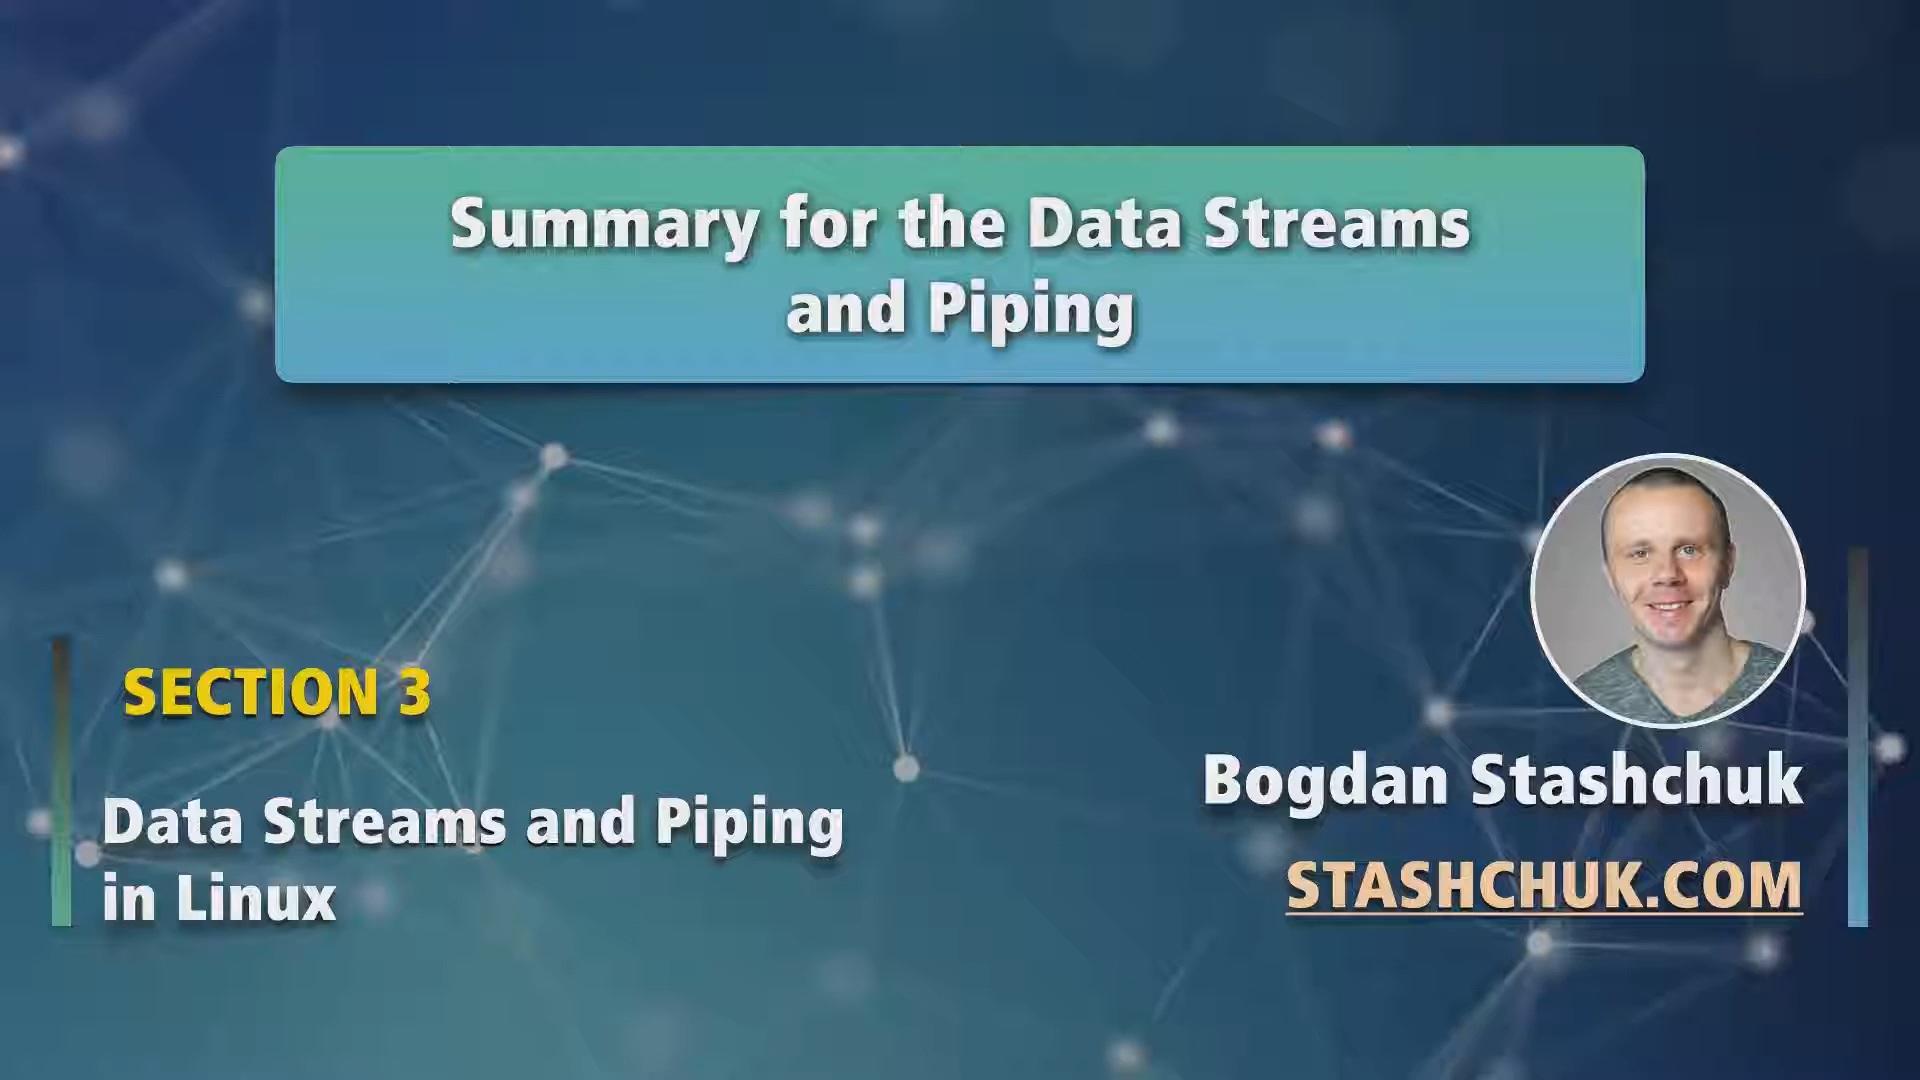 Summary for the Data Streams
and Piping
SECTION 3
Data Streams and Piping
in Linux
Bogdan Stashchuk
STASHCHUK.COM